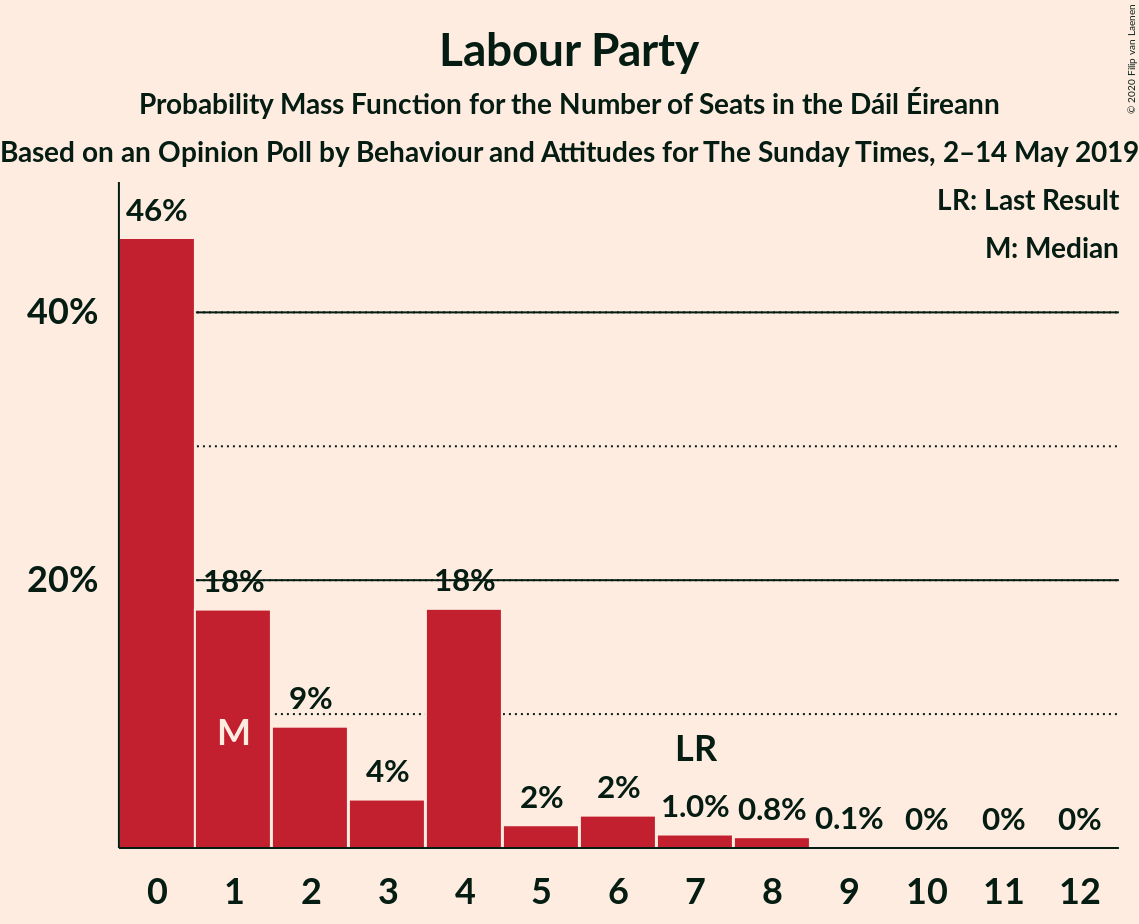 Labour Party
Probability Mass Function for the Number of Seats in the Dáil Éireann
Based on an Opinion Poll by Behaviour and Attitudes for The Sunday Times, 2–14 May 2019
© 2020 Filip van Laenen
LR: Last Result
M: Median
46%
40%
20%
18%
18%
9%
M
LR
4%
2%
2%
1.0%
0.8%
0.1%
0%
0%
0%
0 1 2 3 4 5 6 7 8 9 10 11 12